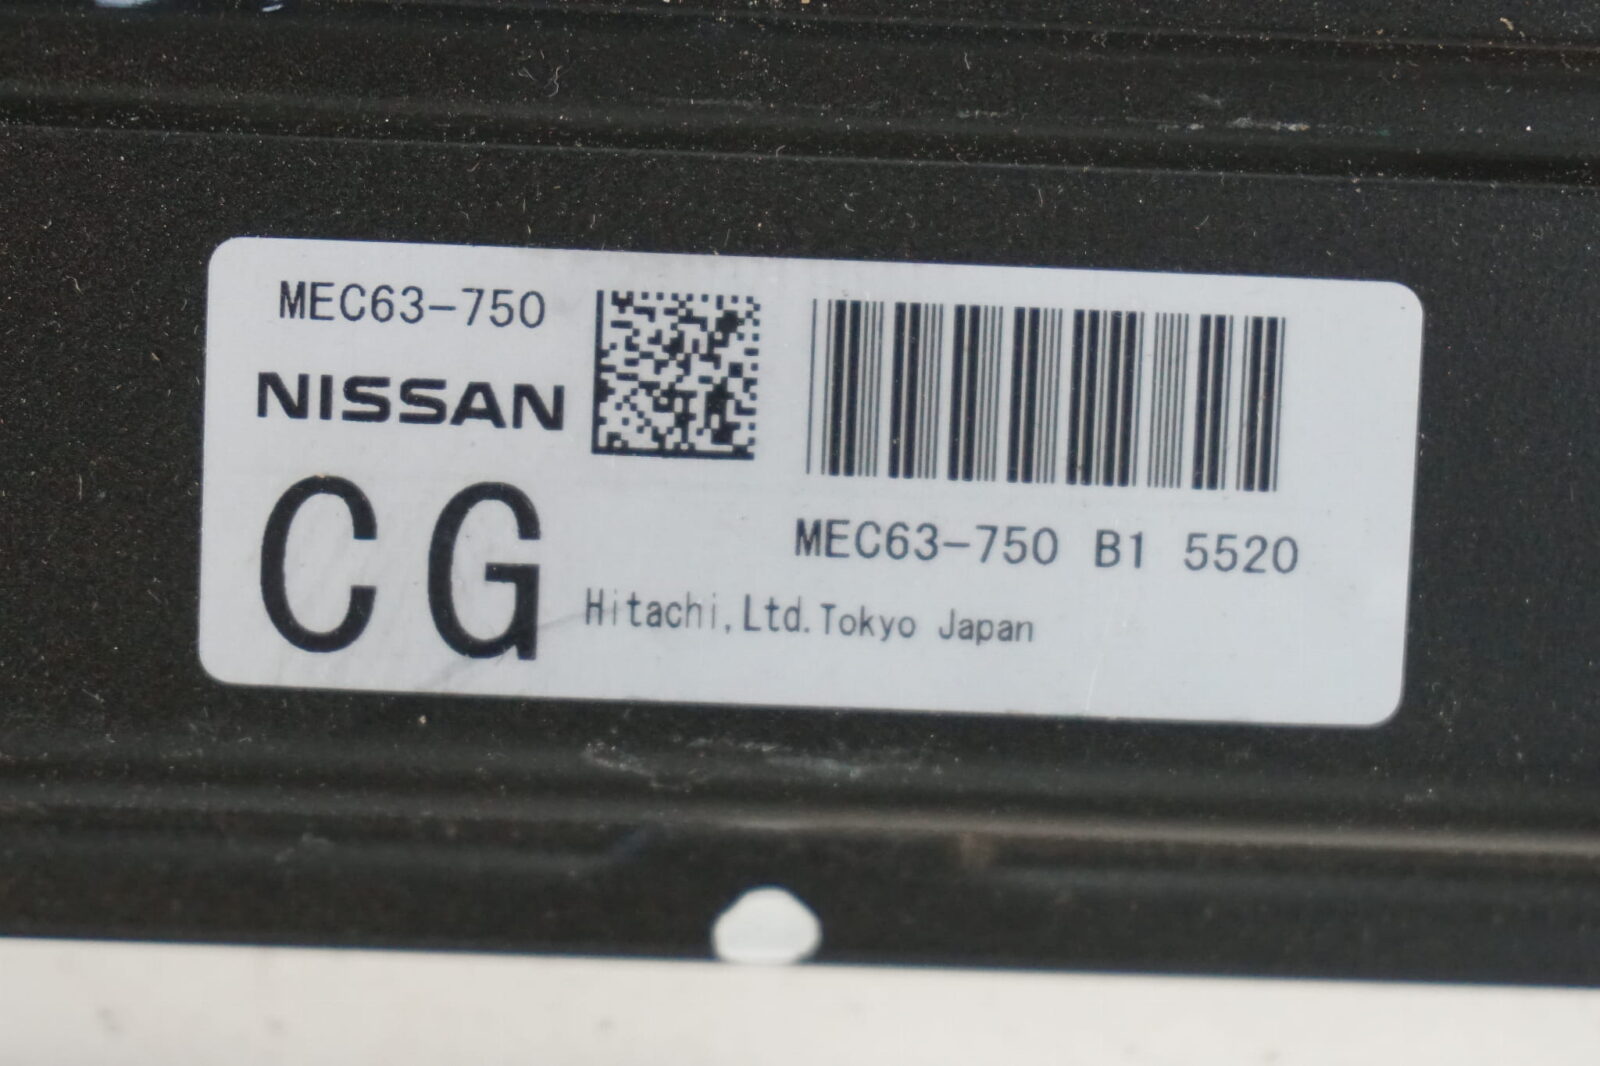 MEC63-750
NISSAN
CG
MEC63-750 B1 5520
Hitachi,Ltd.Tokyo Japan